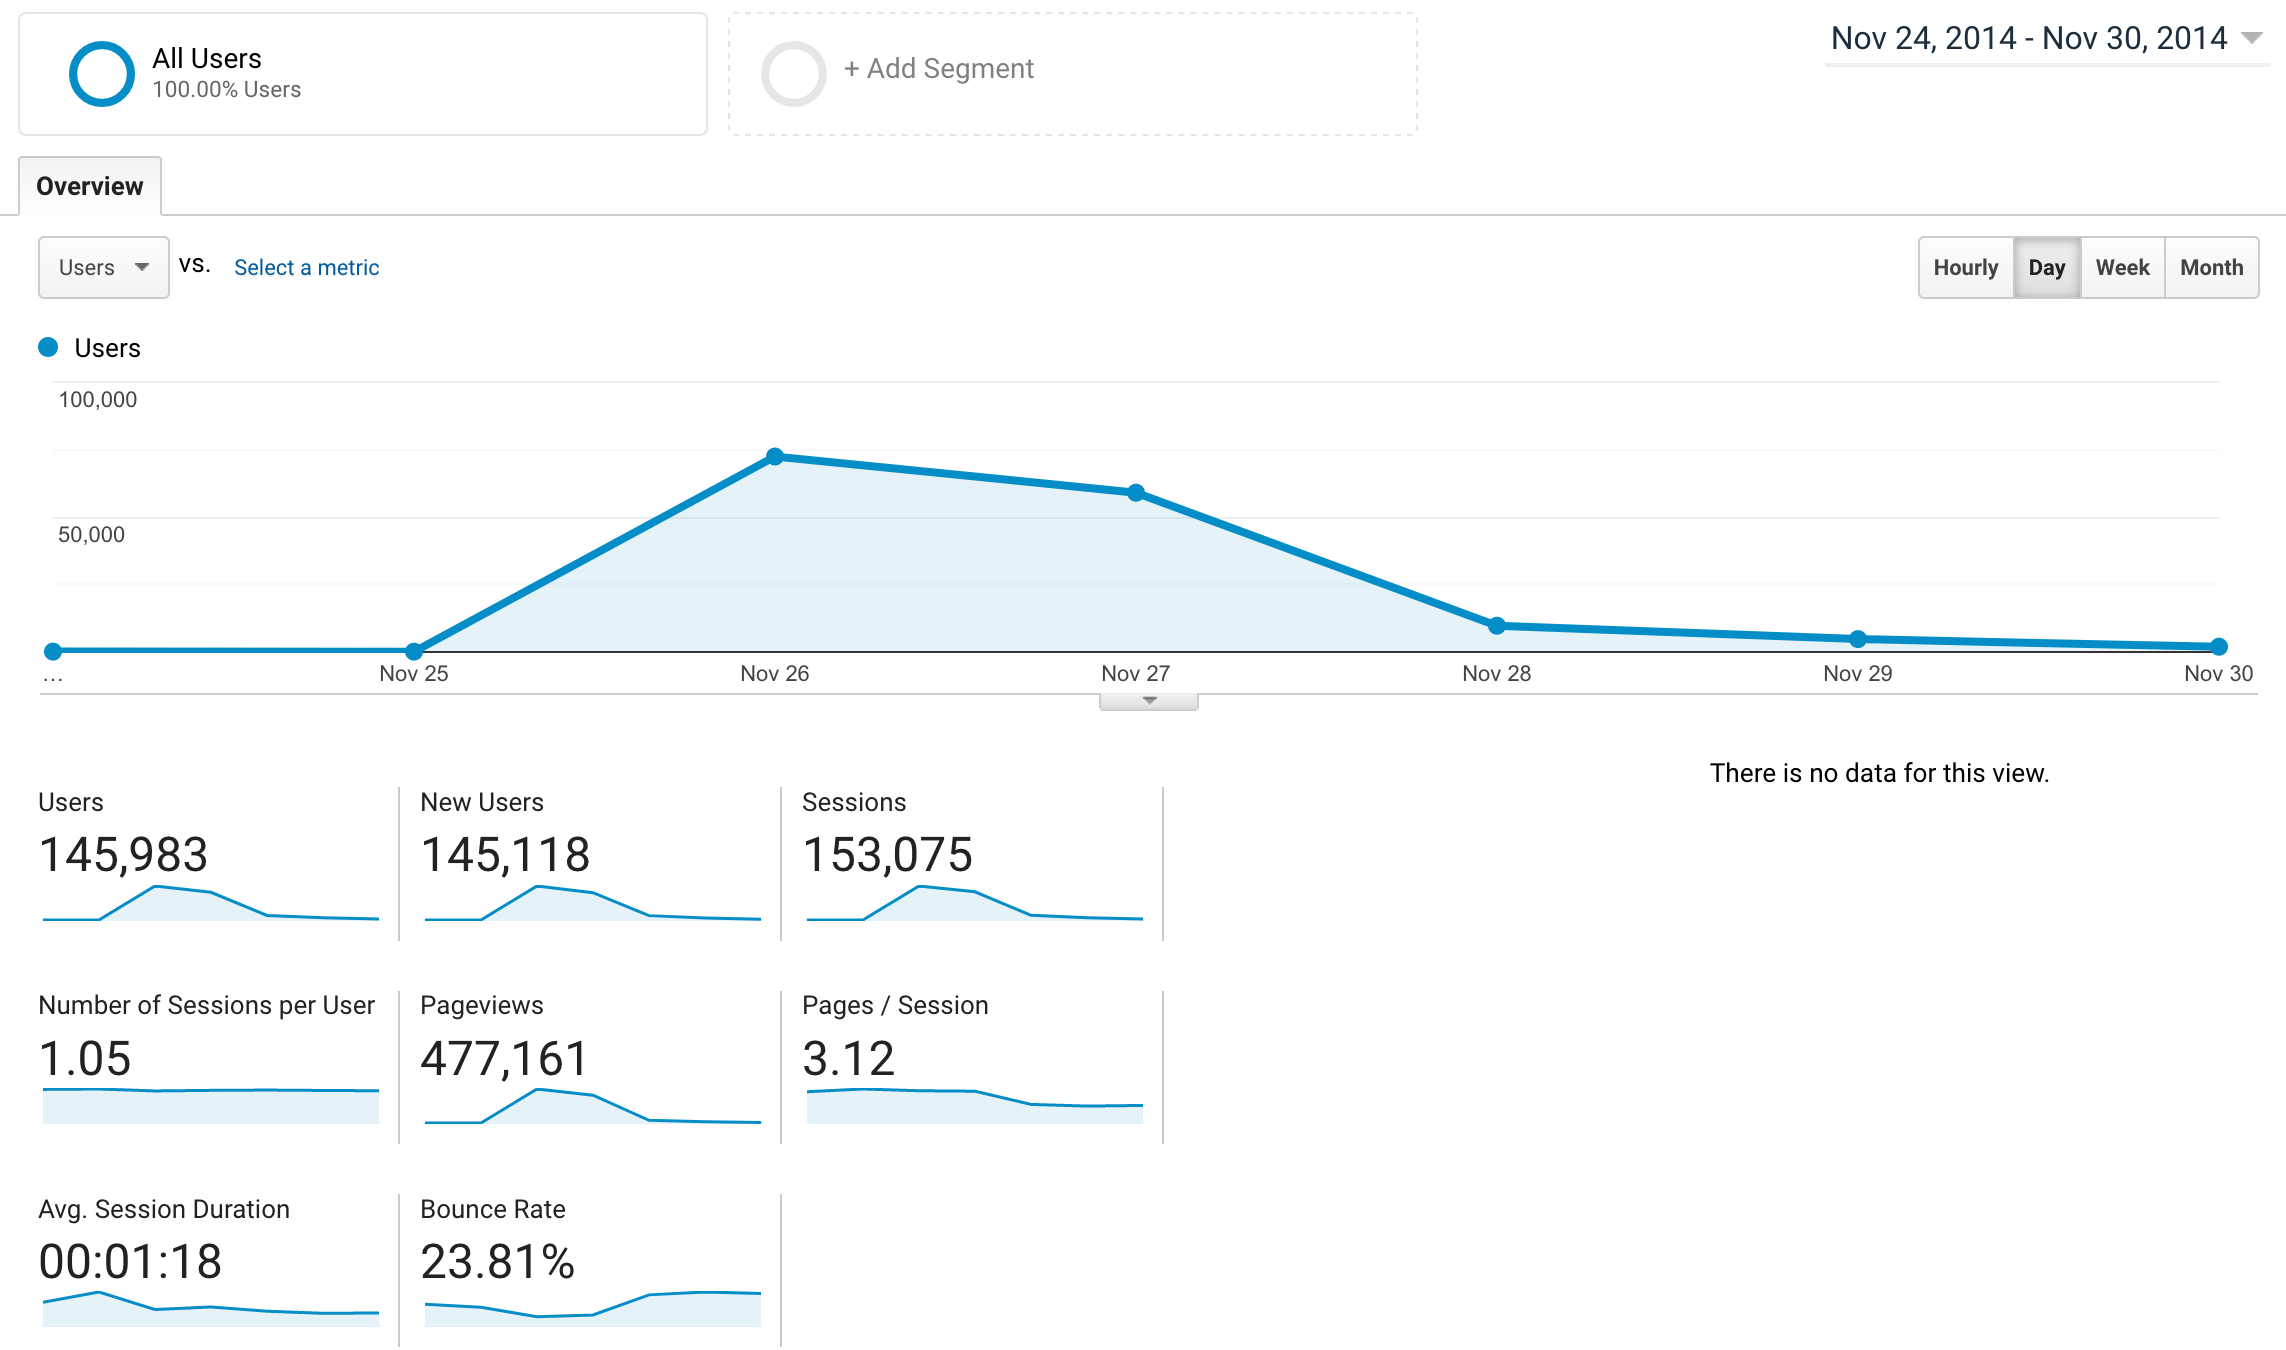 All Users
100.00% Users
+ Add Segment
Nov 24, 2014 - Nov 30, 2014
Overview
Users
vs.
Select a metric
Hourly
Day
Week
Month
Users
100,000
50,000
...
Nov 25
Nov 26
Nov 27
Nov 28
Nov 29
Nov 30
There is no data for this view.
Users
145,983
New Users
145,118
Sessions
153,075
Number of Sessions per User
1.05
Pageviews
477,161
Pages / Session
3.12
Avg. Session Duration
00:01:18
Bounce Rate
23.81%